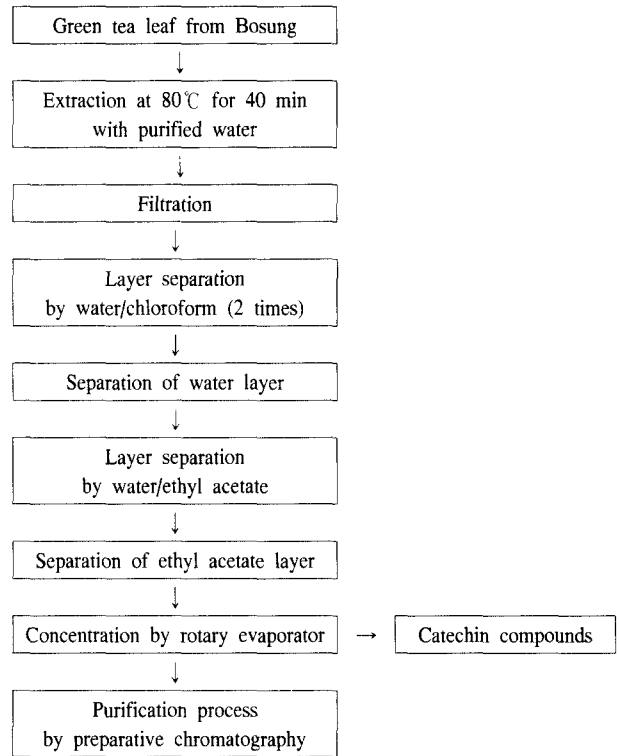 Green tea leaf from Bosung
↓
Extraction at 80℃ for 40 min
with purified water
↓
Filtration
↓
Layer separation
by water/chloroform (2 times)
↓
Separation of water layer
↓
Layer separation
by water/ethyl acetate
↓
Separation of ethyl acetate layer
↓
Concentration by rotary evaporator → Catechin compounds
↓
Purification process
by preparative chromatography